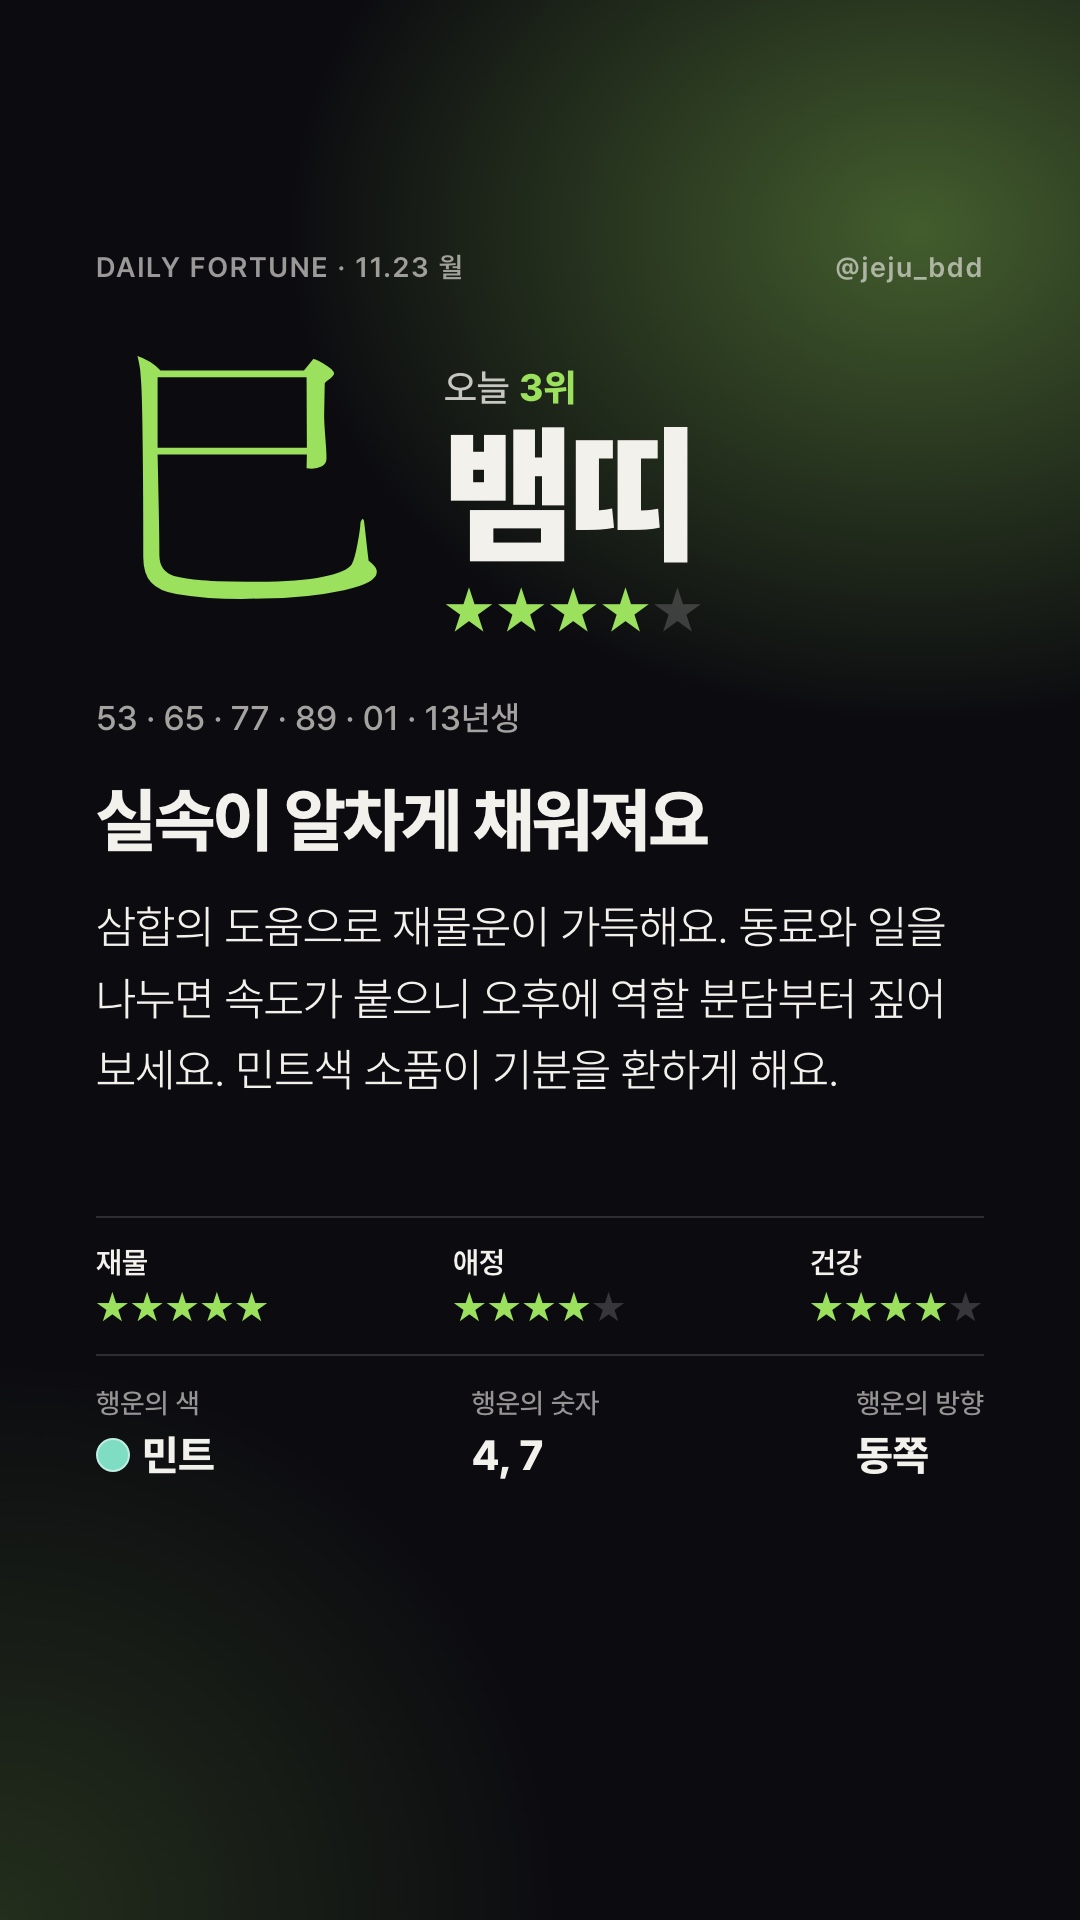 DAILY FORTUNE · 11.23 월
@jeju_bdd
巳
오늘 3위
뱀띠
★★★★★
53 · 65 · 77 · 89 · 01 · 13년생
실속이 알차게 채워져요
삼합의 도움으로 재물운이 가득해요. 동료와 일을
나누면 속도가 붙으니 오후에 역할 분담부터 짚어
보세요. 민트색 소품이 기분을 환하게 해요.
재물 애정 건강
★★★★★ ★★★★★ ★★★★★
행운의 색 행운의 숫자 행운의 방향
민트 4, 7 동쪽